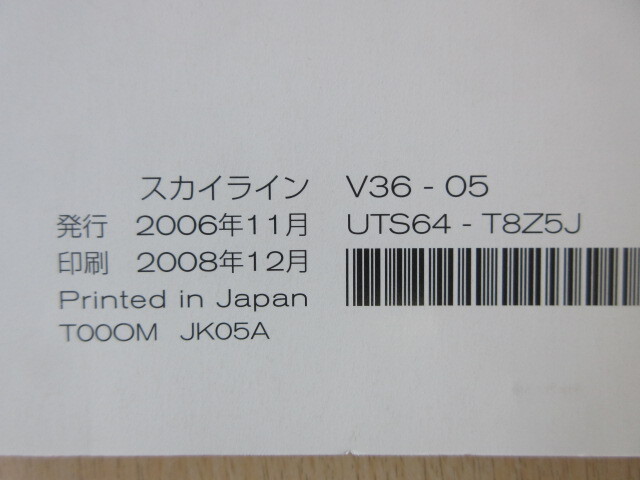 スカイライン V36 - 05
発行 2006年11月 UTS64 - T8Z5J
印刷 2008年12月
Printed in Japan
T00OM JK05A